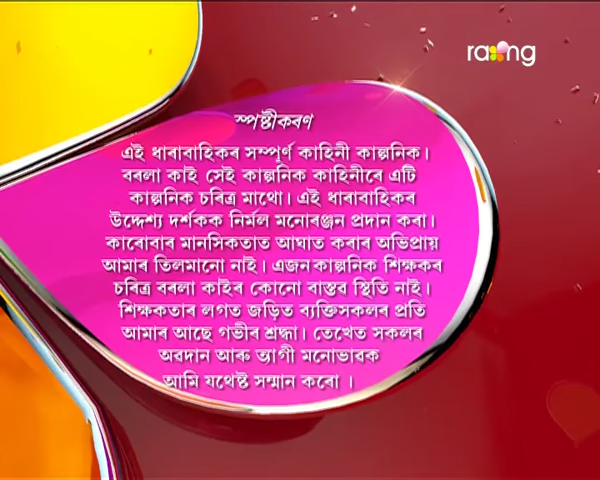 rang
স্পষ্টীকৰণ
এই ধাৰাবাহিকৰ সম্পূৰ্ণ কাহিনী কাল্পনিক।
বৰলা কাই সেই কাল্পনিক কাহিনীৰে এটি
কাল্পনিক চৰিত্ৰ মাথো। এই ধাৰাবাহিকৰ
উদ্দেশ্য দৰ্শকক নিৰ্মল মনোৰঞ্জন প্ৰদান কৰা।
কাৰোবাৰ মানসিকতাত আঘাত কৰাৰ অভিপ্ৰায়
আমাৰ তিলমানো নাই। এজন কাল্পনিক শিক্ষকৰ
চৰিত্ৰ বৰলা কাইৰ কোনো বাস্তৱ স্থিতি নাই।
শিক্ষকতাৰ লগত জড়িত ব্যক্তিসকলৰ প্ৰতি
আমাৰ আছে গভীৰ শ্ৰদ্ধা। তেখেত সকলৰ
অৱদান আৰু ত্যাগী মনোভাৱক
আমি যথেষ্ট সন্মান কৰো ।